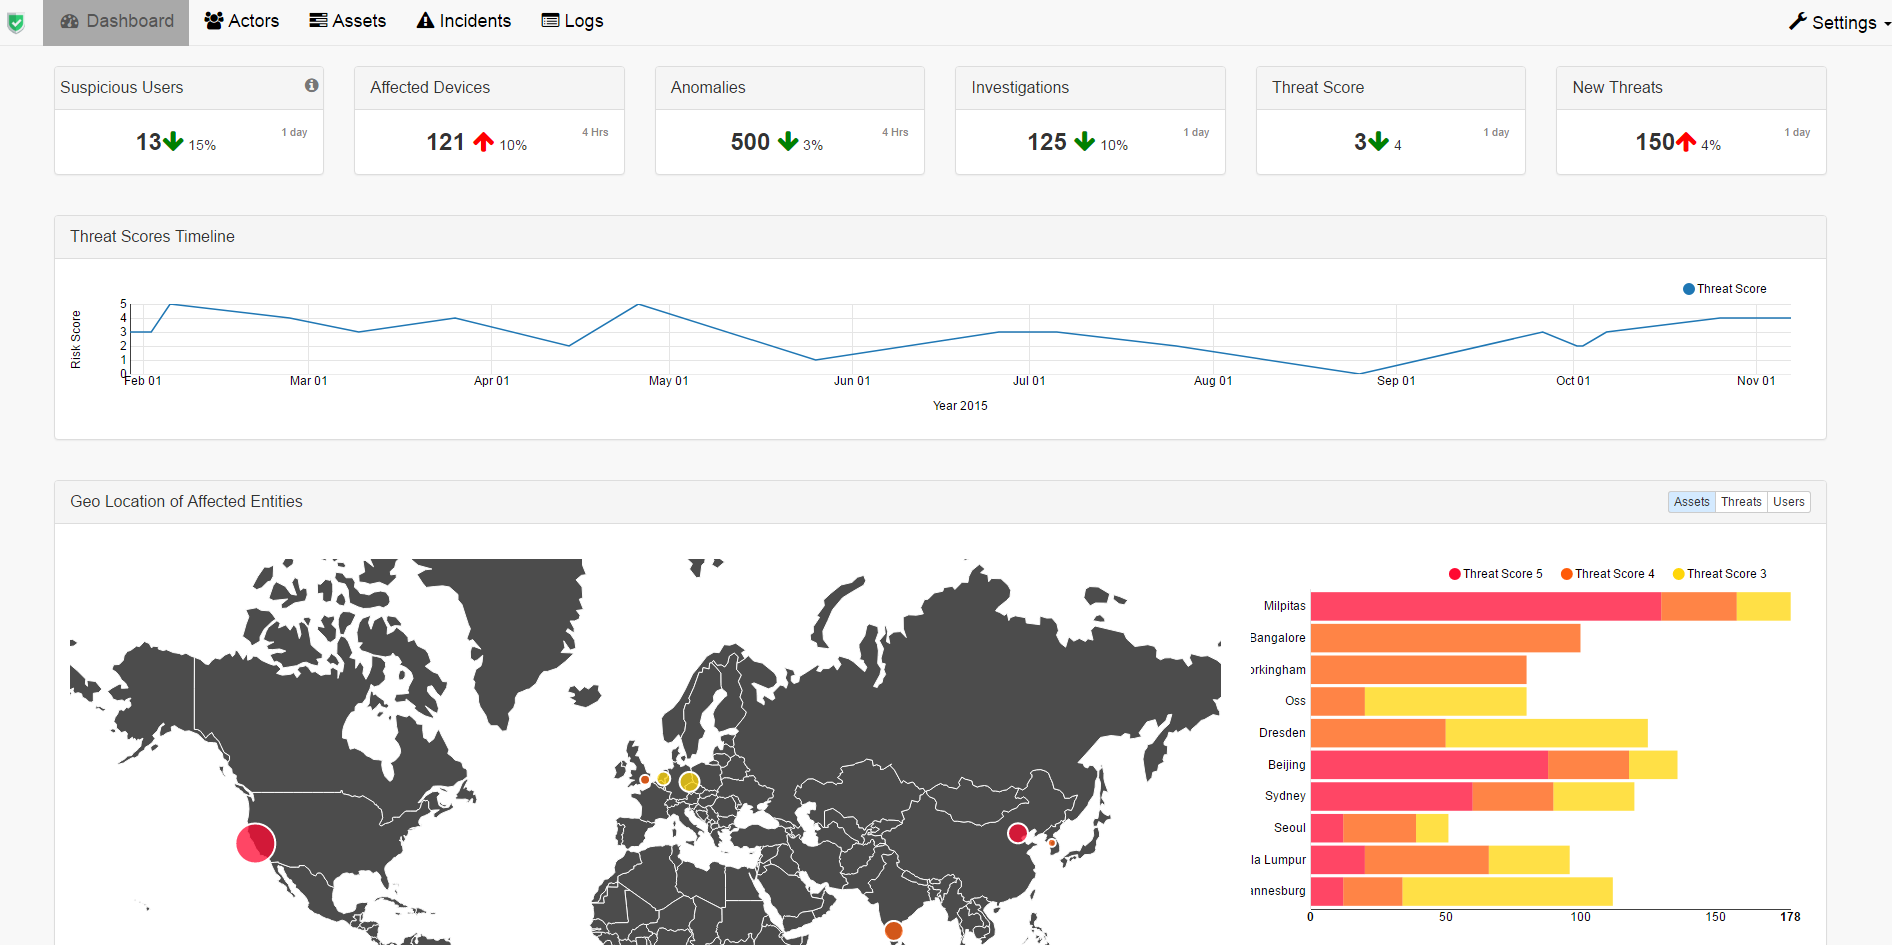 Dashboard Actors Assets Incidents Logs Settings
Suspicious Users
13 15% 1 day
Affected Devices
121 10% 4 Hrs
Anomalies
500 3% 4 Hrs
Investigations
125 10% 1 day
Threat Score
3 4 1 day
New Threats
150 4% 1 day
Threat Scores Timeline
Threat Score
Risk Score
5
4
3
2
1
0
Feb 01 Mar 01 Apr 01 May 01 Jun 01 Jul 01 Aug 01 Sep 01 Oct 01 Nov 01
Year 2015
Geo Location of Affected Entities
Assets Threats Users
Threat Score 5 Threat Score 4 Threat Score 3
Milpitas
Bangalore
orkingham
Oss
Dresden
Beijing
Sydney
Seoul
la Lumpur
annesburg
0 50 100 150 178